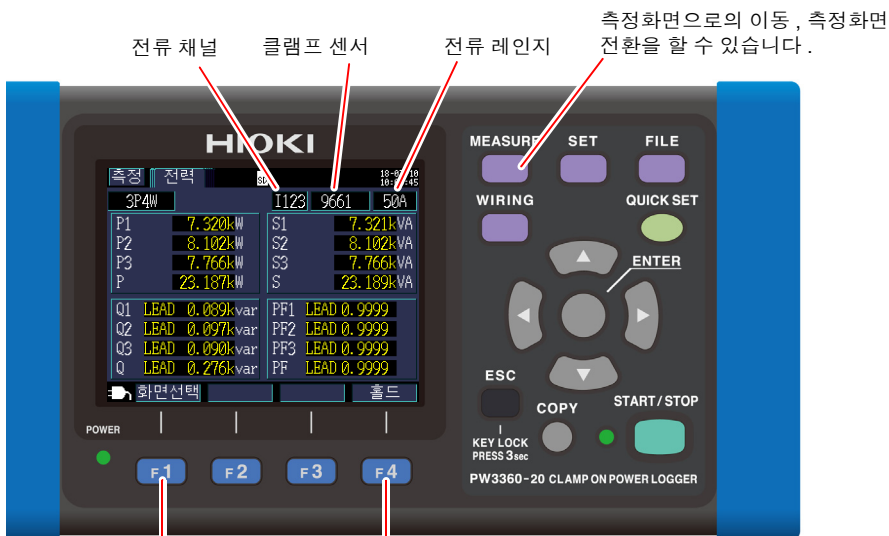 측정화면으로의 이동 , 측정화면
전환을 할 수 있습니다 .
전류 채널 클램프 센서 전류 레인지
HIOKI
측정 전력
3P4W I123 9661 50A
P1 7.320kW S1 7.321kVA
P2 8.102kW S2 8.102kVA
P3 7.766kW S3 7.766kVA
P 23.187kW S 23.189kVA
Q1 LEAD 0.089kvar PF1 LEAD 0.9999
Q2 LEAD 0.097kvar PF2 LEAD 0.9999
Q3 LEAD 0.090kvar PF3 LEAD 0.9999
Q LEAD 0.276kvar PF LEAD 0.9999
화면선택 홀드
POWER
F1 F2 F3 F4
MEASURE SET FILE
WIRING QUICK SET
ENTER
ESC
COPY START/STOP
KEY LOCK
PRESS 3sec
PW3360-20 CLAMP ON POWER LOGGER